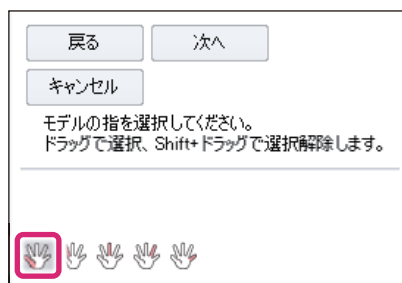 戻る 次へ
キャンセル
モデルの指を選択してください。
ドラッグで選択、Shift+ドラッグで選択解除します。